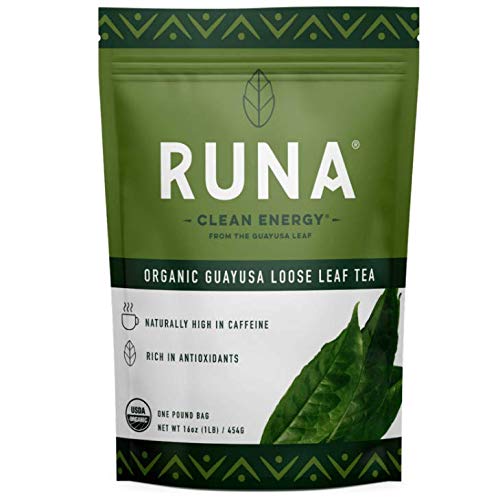 RUNA®
CLEAN ENERGY®
FROM THE GUAYUSA LEAF
ORGANIC GUAYUSA LOOSE LEAF TEA
NATURALLY HIGH IN CAFFEINE
RICH IN ANTIOXIDANTS
USDA
ORGANIC
ONE POUND BAG
NET WT 16oz (1LB) / 454G